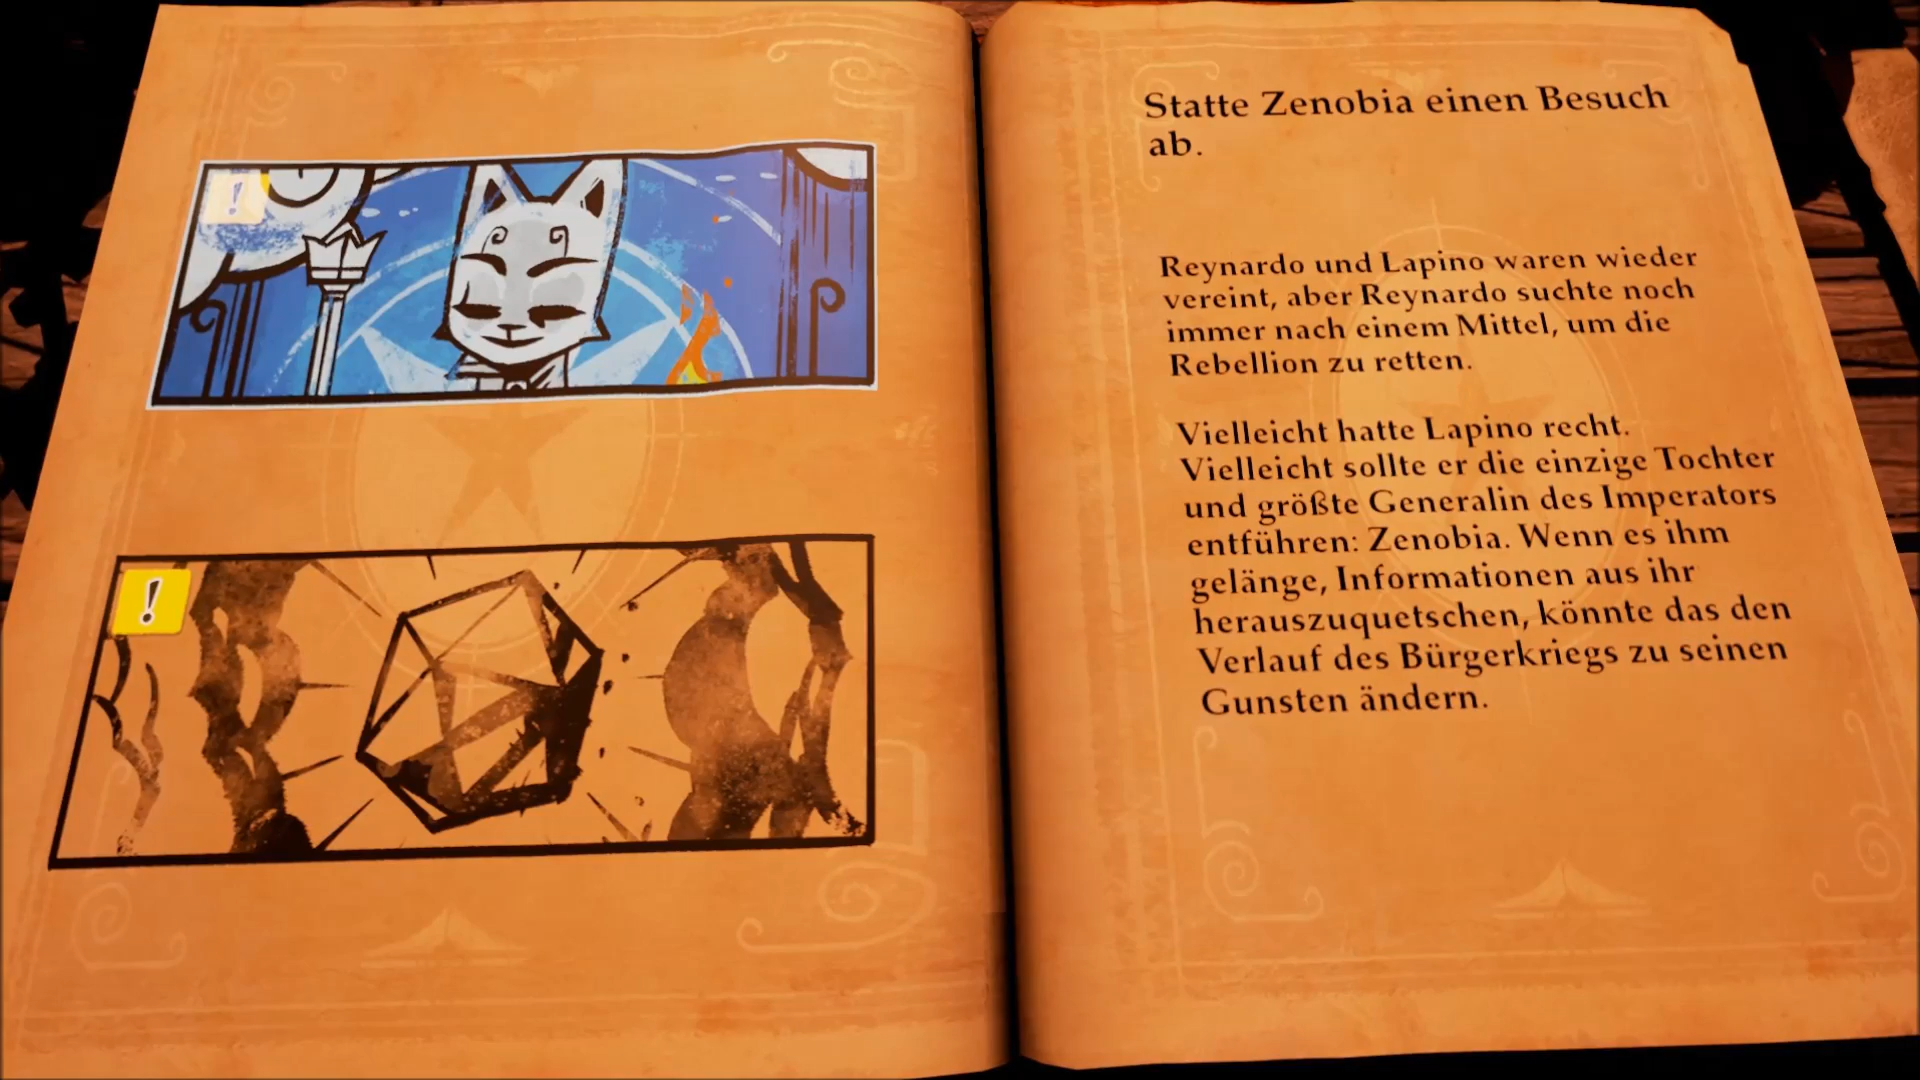 !
!
Statte Zenobia einen Besuch
ab.
Reynardo und Lapino waren wieder
vereint, aber Reynardo suchte noch
immer nach einem Mittel, um die
Rebellion zu retten.
Vielleicht hatte Lapino recht.
Vielleicht sollte er die einzige Tochter
und größte Generalin des Imperators
entführen: Zenobia. Wenn es ihm
gelänge, Informationen aus ihr
herauszuquetschen, könnte das den
Verlauf des Bürgerkriegs zu seinen
Gunsten ändern.